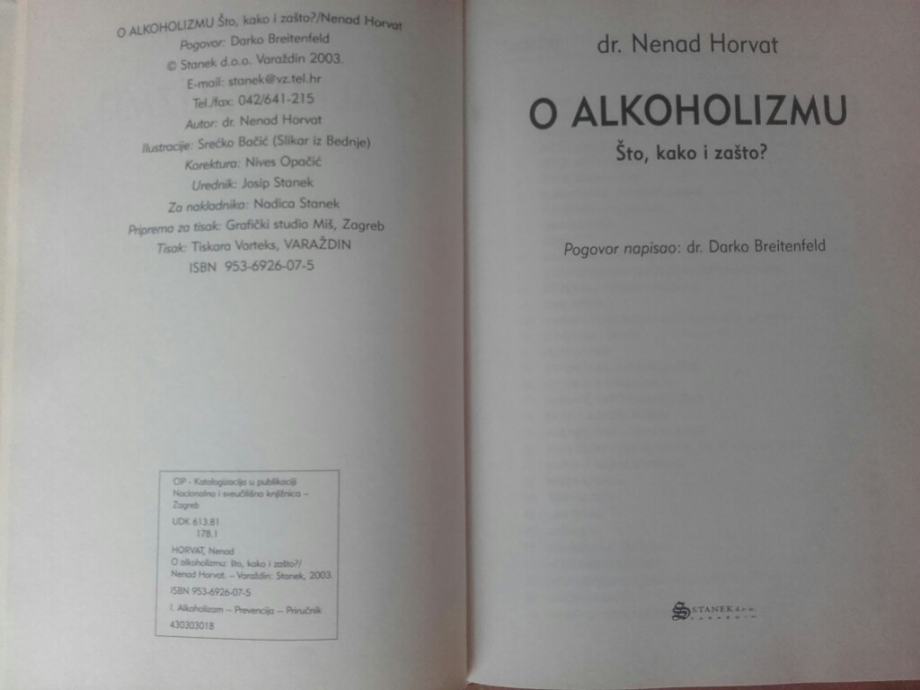 O ALKOHOLIZMU Što, kako i zašto?/Nenad Horvat
Pogovor: Darko Breitenfeld
© Stanek d.o.o. Varaždin 2003.
E-mail: stanek@vz.tel.hr
Tel./fax: 042/641-215
Autor: dr. Nenad Horvat
Ilustracije: Srećko Bačić (Slikar iz Bednje)
Korektura: Nives Opačić
Urednik: Josip Stanek
Za nakladnika: Nadica Stanek
Priprema za tisak: Grafički studio Miš, Zagreb
Tisak: Tiskara Varteks, VARAŽDIN
ISBN 953-6926-07-5
CIP - Katalogizacija u publikaciji
Nacionalna i sveučilišna knjižnica –
Zagreb
UDK 613.81
178.1
HORVAT, Nenad
O alkoholizmu: što, kako i zašto?/
Nenad Horvat. – Varaždin: Stanek, 2003.
ISBN 953-6926-07-5
I. Alkoholizam – Prevencija – Priručnik
430303018
dr. Nenad Horvat
O ALKOHOLIZMU
Što, kako i zašto?
Pogovor napisao: dr. Darko Breitenfeld
STANEK d.o.o.
VARAŽDIN